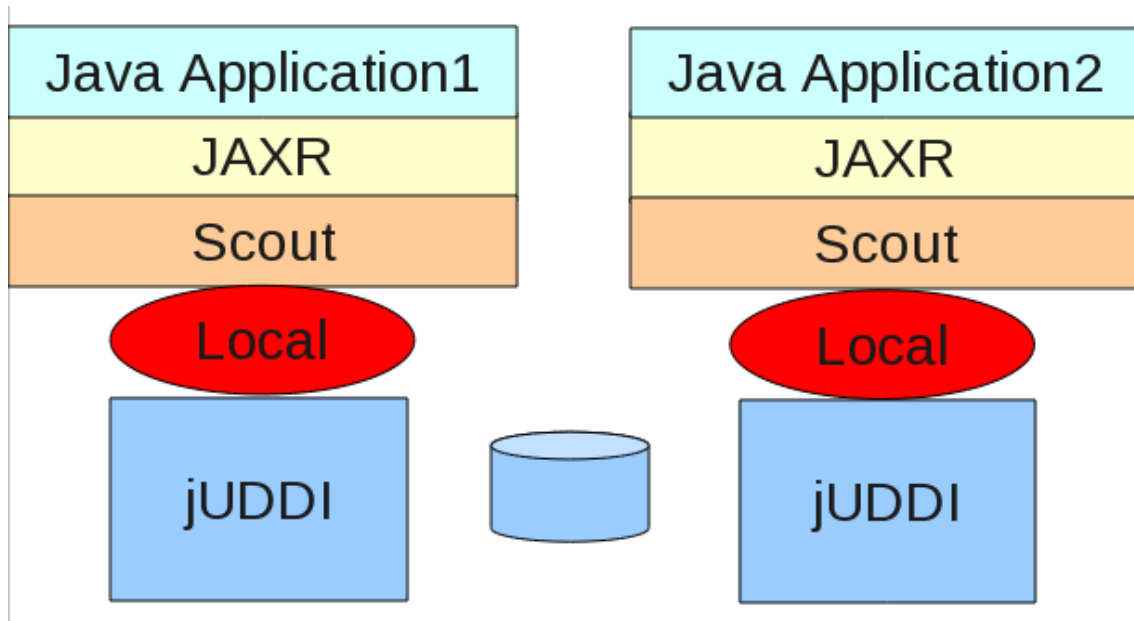 Java Application1
JAXR
Scout
Local
jUDDI
Java Application2
JAXR
Scout
Local
jUDDI